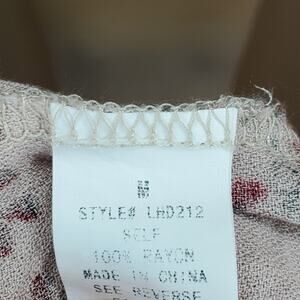 M
STYLE# LHD212
SELF
100% RAYON
MADE IN CHINA
SEE REVERSE